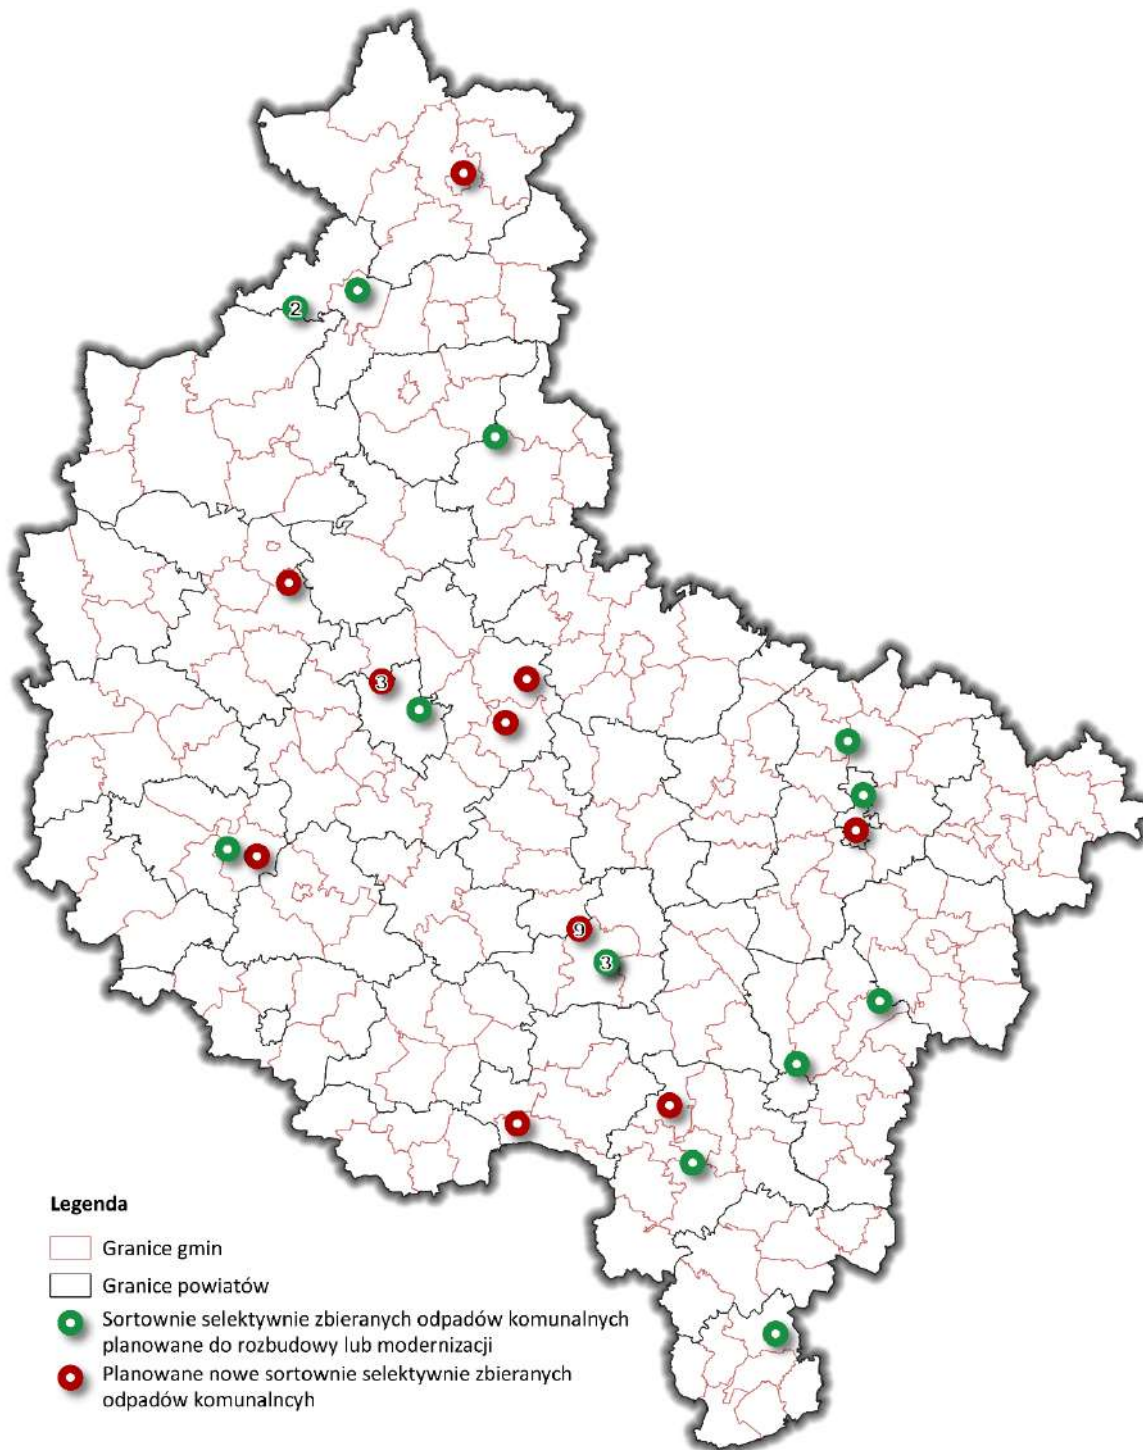 2
3
9
3
Legenda
Granice gmin
Granice powiatów
Sortownie selektywnie zbieranych odpadów komunalnych
planowane do rozbudowy lub modernizacji
Planowane nowe sortownie selektywnie zbieranych
odpadów komunalncyh